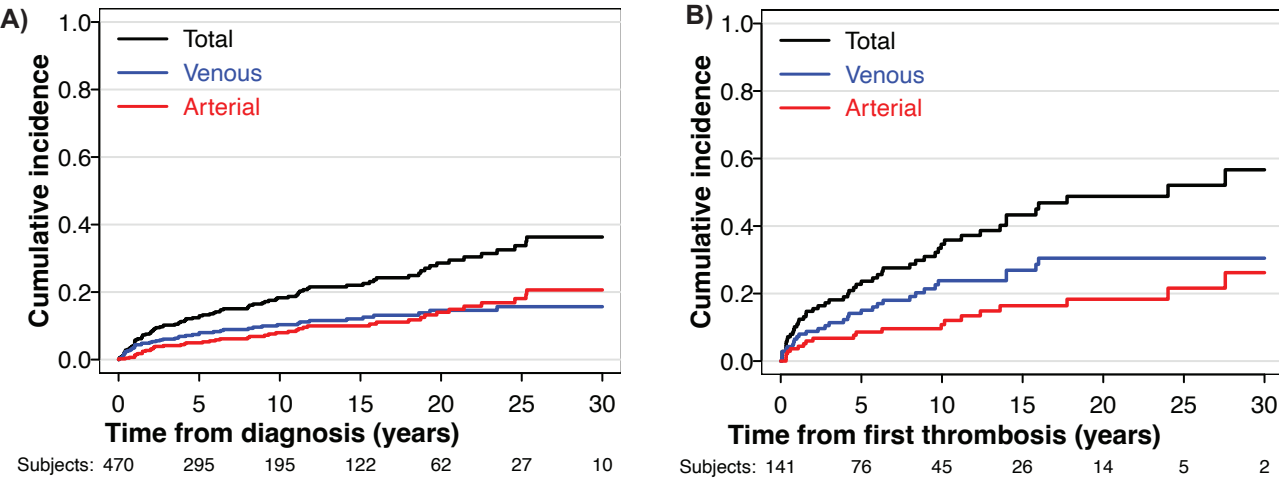 A)
Cumulative incidence
1.0
0.8
0.6
0.4
0.2
0.0
Total
Venous
Arterial
0 5 10 15 20 25 30
Time from diagnosis (years)
Subjects: 470 295 195 122 62 27 10
B)
Cumulative incidence
1.0
0.8
0.6
0.4
0.2
0.0
Total
Venous
Arterial
0 5 10 15 20 25 30
Time from first thrombosis (years)
Subjects: 141 76 45 26 14 5 2